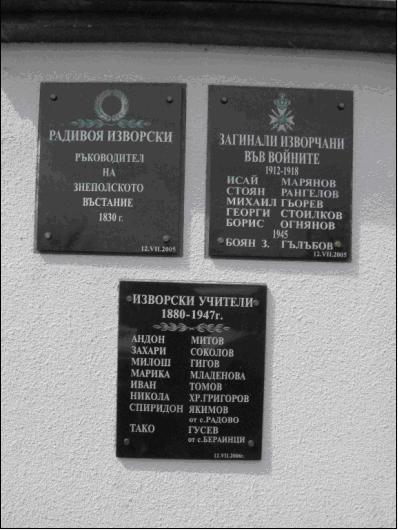 РАДИВОЯ ИЗВОРСКИ
РЪКОВОДИТЕЛ
НА
ЗНЕПОЛСКОТО
ВЪСТАНИЕ
1830 г.
12.VII.2005
ЗАГИНАЛИ ИЗВОРЧАНИ
ВЪВ ВОЙНИТЕ
1912-1918
ИСАЙ МАРЯНОВ
СТОЯН РАНГЕЛОВ
МИХАИЛ ГЬОРЕВ
ГЕОРГИ СТОИЛКОВ
БОРИС ОГНЯНОВ
1945
БОЯН З. ГЪЛЪБОВ
12.VII.2005
ИЗВОРСКИ УЧИТЕЛИ
1880-1947г.
АНДОН МИТОВ
ЗАХАРИ СОКОЛОВ
МИЛОШ ГИГОВ
МАРИКА МЛАДЕНОВА
ИВАН ТОМОВ
НИКОЛА ХР.ГРИГОРОВ
СПИРИДОН ЯКИМОВ
от с.РАДОВО
ТАКО ГУСЕВ
от с.БЕРАИНЦИ
12.VII.2006г.